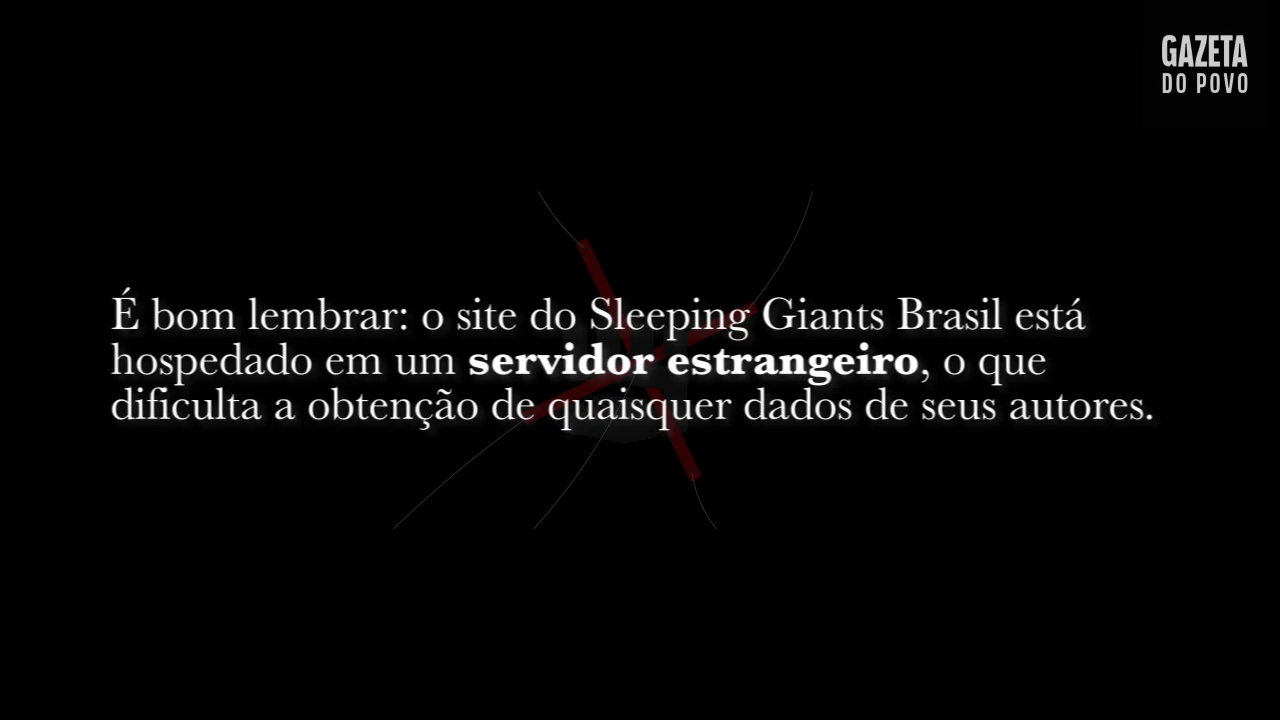 GAZETA
DO POVO
É bom lembrar: o site do Sleeping Giants Brasil está
hospedado em um servidor estrangeiro, o que
dificulta a obtenção de quaisquer dados de seus autores.